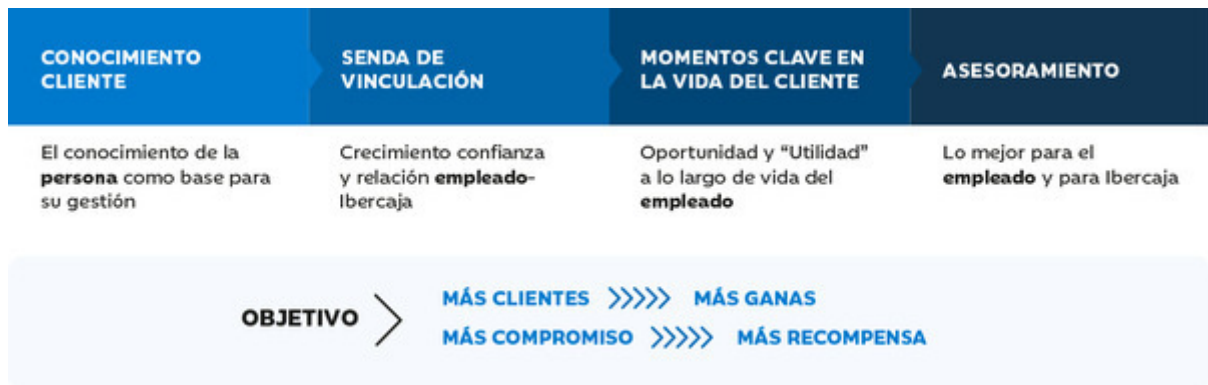 CONOCIMIENTO
CLIENTE
SENDA DE
VINCULACIÓN
MOMENTOS CLAVE EN
LA VIDA DEL CLIENTE
ASESORAMIENTO
El conocimiento de la
persona como base para
su gestión
Crecimiento confianza
y relación empleado-
Ibercaja
Oportunidad y “Utilidad”
a lo largo de vida del
empleado
Lo mejor para el
empleado y para Ibercaja
OBJETIVO
MÁS CLIENTES MÁS GANAS
MÁS COMPROMISO MÁS RECOMPENSA